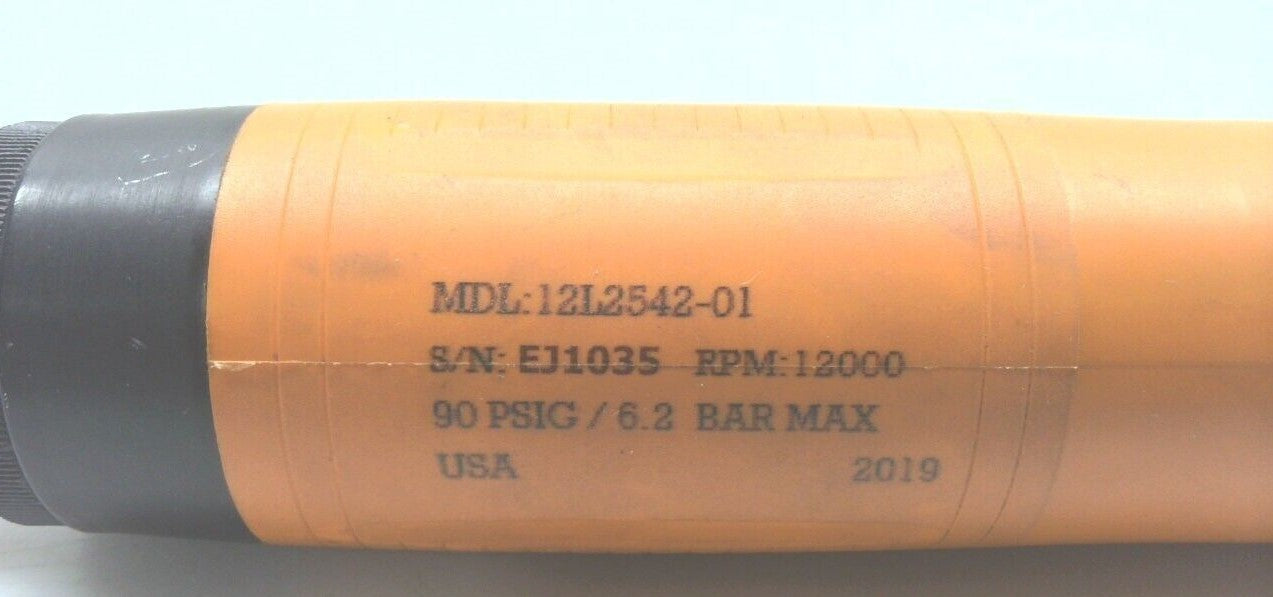 MDL:12L2542-01
S/N: EJ1035 RPM:12000
90 PSIG / 6.2 BAR MAX
USA 2019